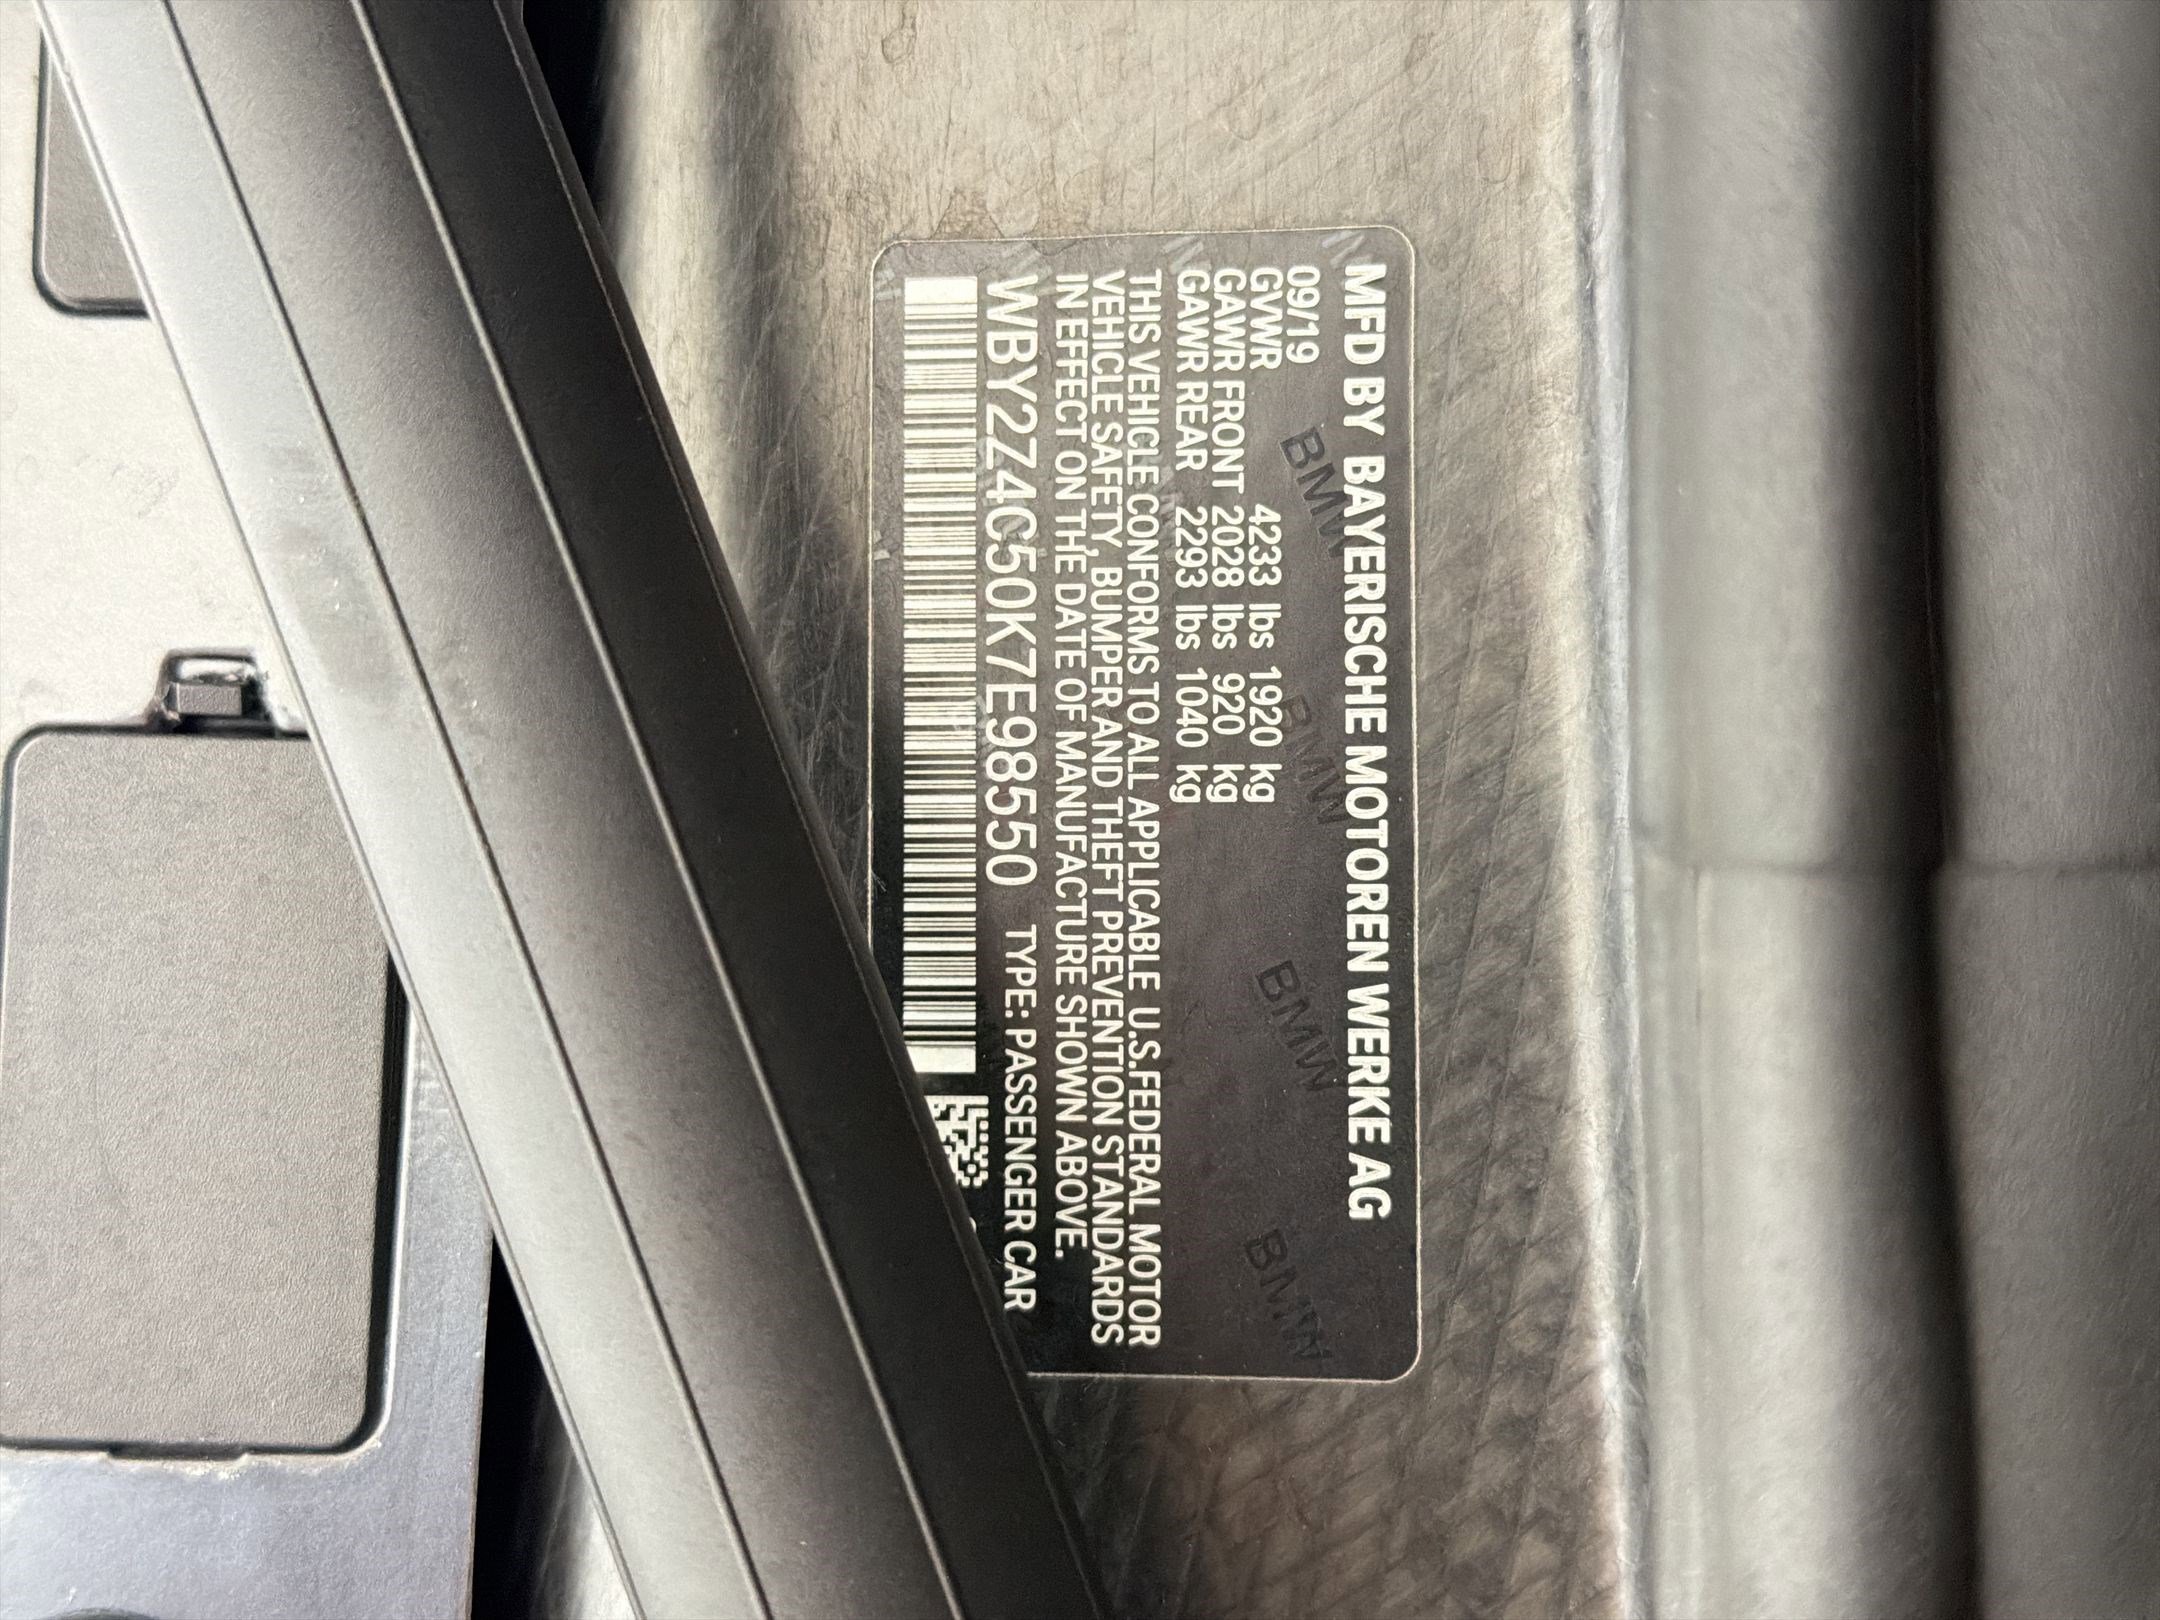 MFD BY BAYERISCHE MOTOREN WERKE AG
09/19
GVWR 4233 lbs 1920 kg
GAWR FRONT 2028 lbs 920 kg
GAWR REAR 2293 lbs 1040 kg
THIS VEHICLE CONFORMS TO ALL APPLICABLE U.S.FEDERAL MOTOR
VEHICLE SAFETY, BUMPER AND THEFT PREVENTION STANDARDS
IN EFFECT ON THE DATE OF MANUFACTURE SHOWN ABOVE.
WBY2Z4C50K7E98550 TYPE: PASSENGER CAR
BMW BMW BMW BMW